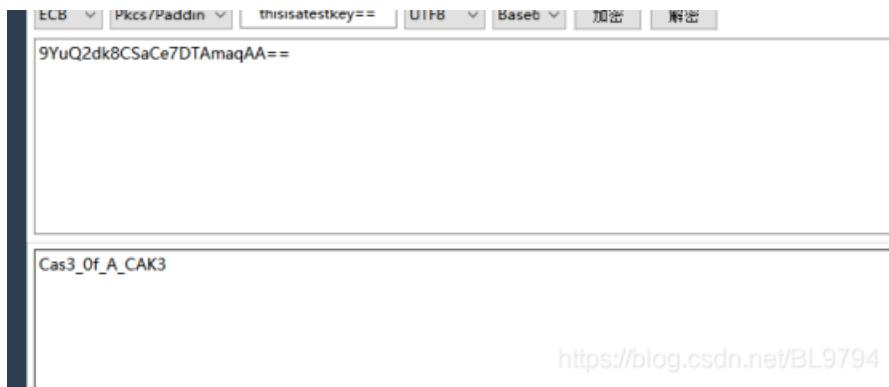 ECB Pkcs7Paddin thisisatestkey== UTF8 Base6 加密 解密
9YuQ2dk8CSaCe7DTAmaqAA==
Cas3_0f_A_CAK3
https://blog.csdn.net/BL9794